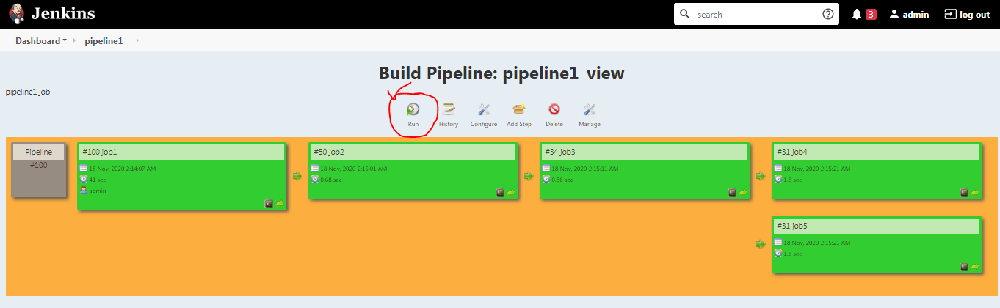 Jenkins
search
3
admin
log out
Dashboard
pipeline1
Build Pipeline: pipeline1_view
pipeline1 job
Run
History
Configure
Add Step
Delete
Manage
Pipeline
#100
#100 job1
18 Nov, 2020 2:14:07 AM
41 sec
admin
#50 job2
18 Nov, 2020 2:15:01 AM
0.68 sec
#34 job3
18 Nov, 2020 2:15:11 AM
0.86 sec
#31 job4
18 Nov, 2020 2:15:21 AM
1.8 sec
#31 job5
18 Nov, 2020 2:15:21 AM
1.8 sec